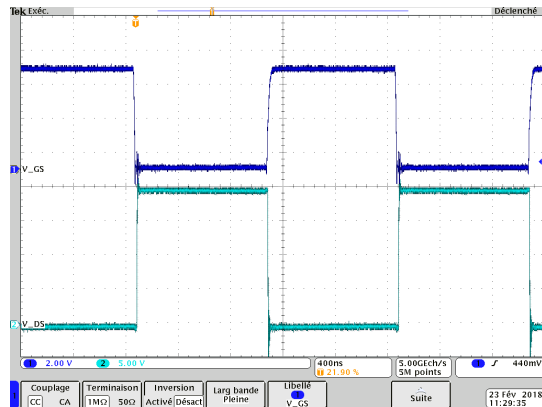 Tek Exéc. Déclenché
T
1 V_GS
2 V_DS
1 2.00 V 2 5.00 V 400ns 5.00GEch/s 1 440mV
T 21.90 % 5M points
Couplage Terminaison Inversion Larg bande Libellé
CC CA 1MΩ 50Ω Activé Désact Pleine 1 V_GS Suite
1
23 Fév 2018
11:29:35